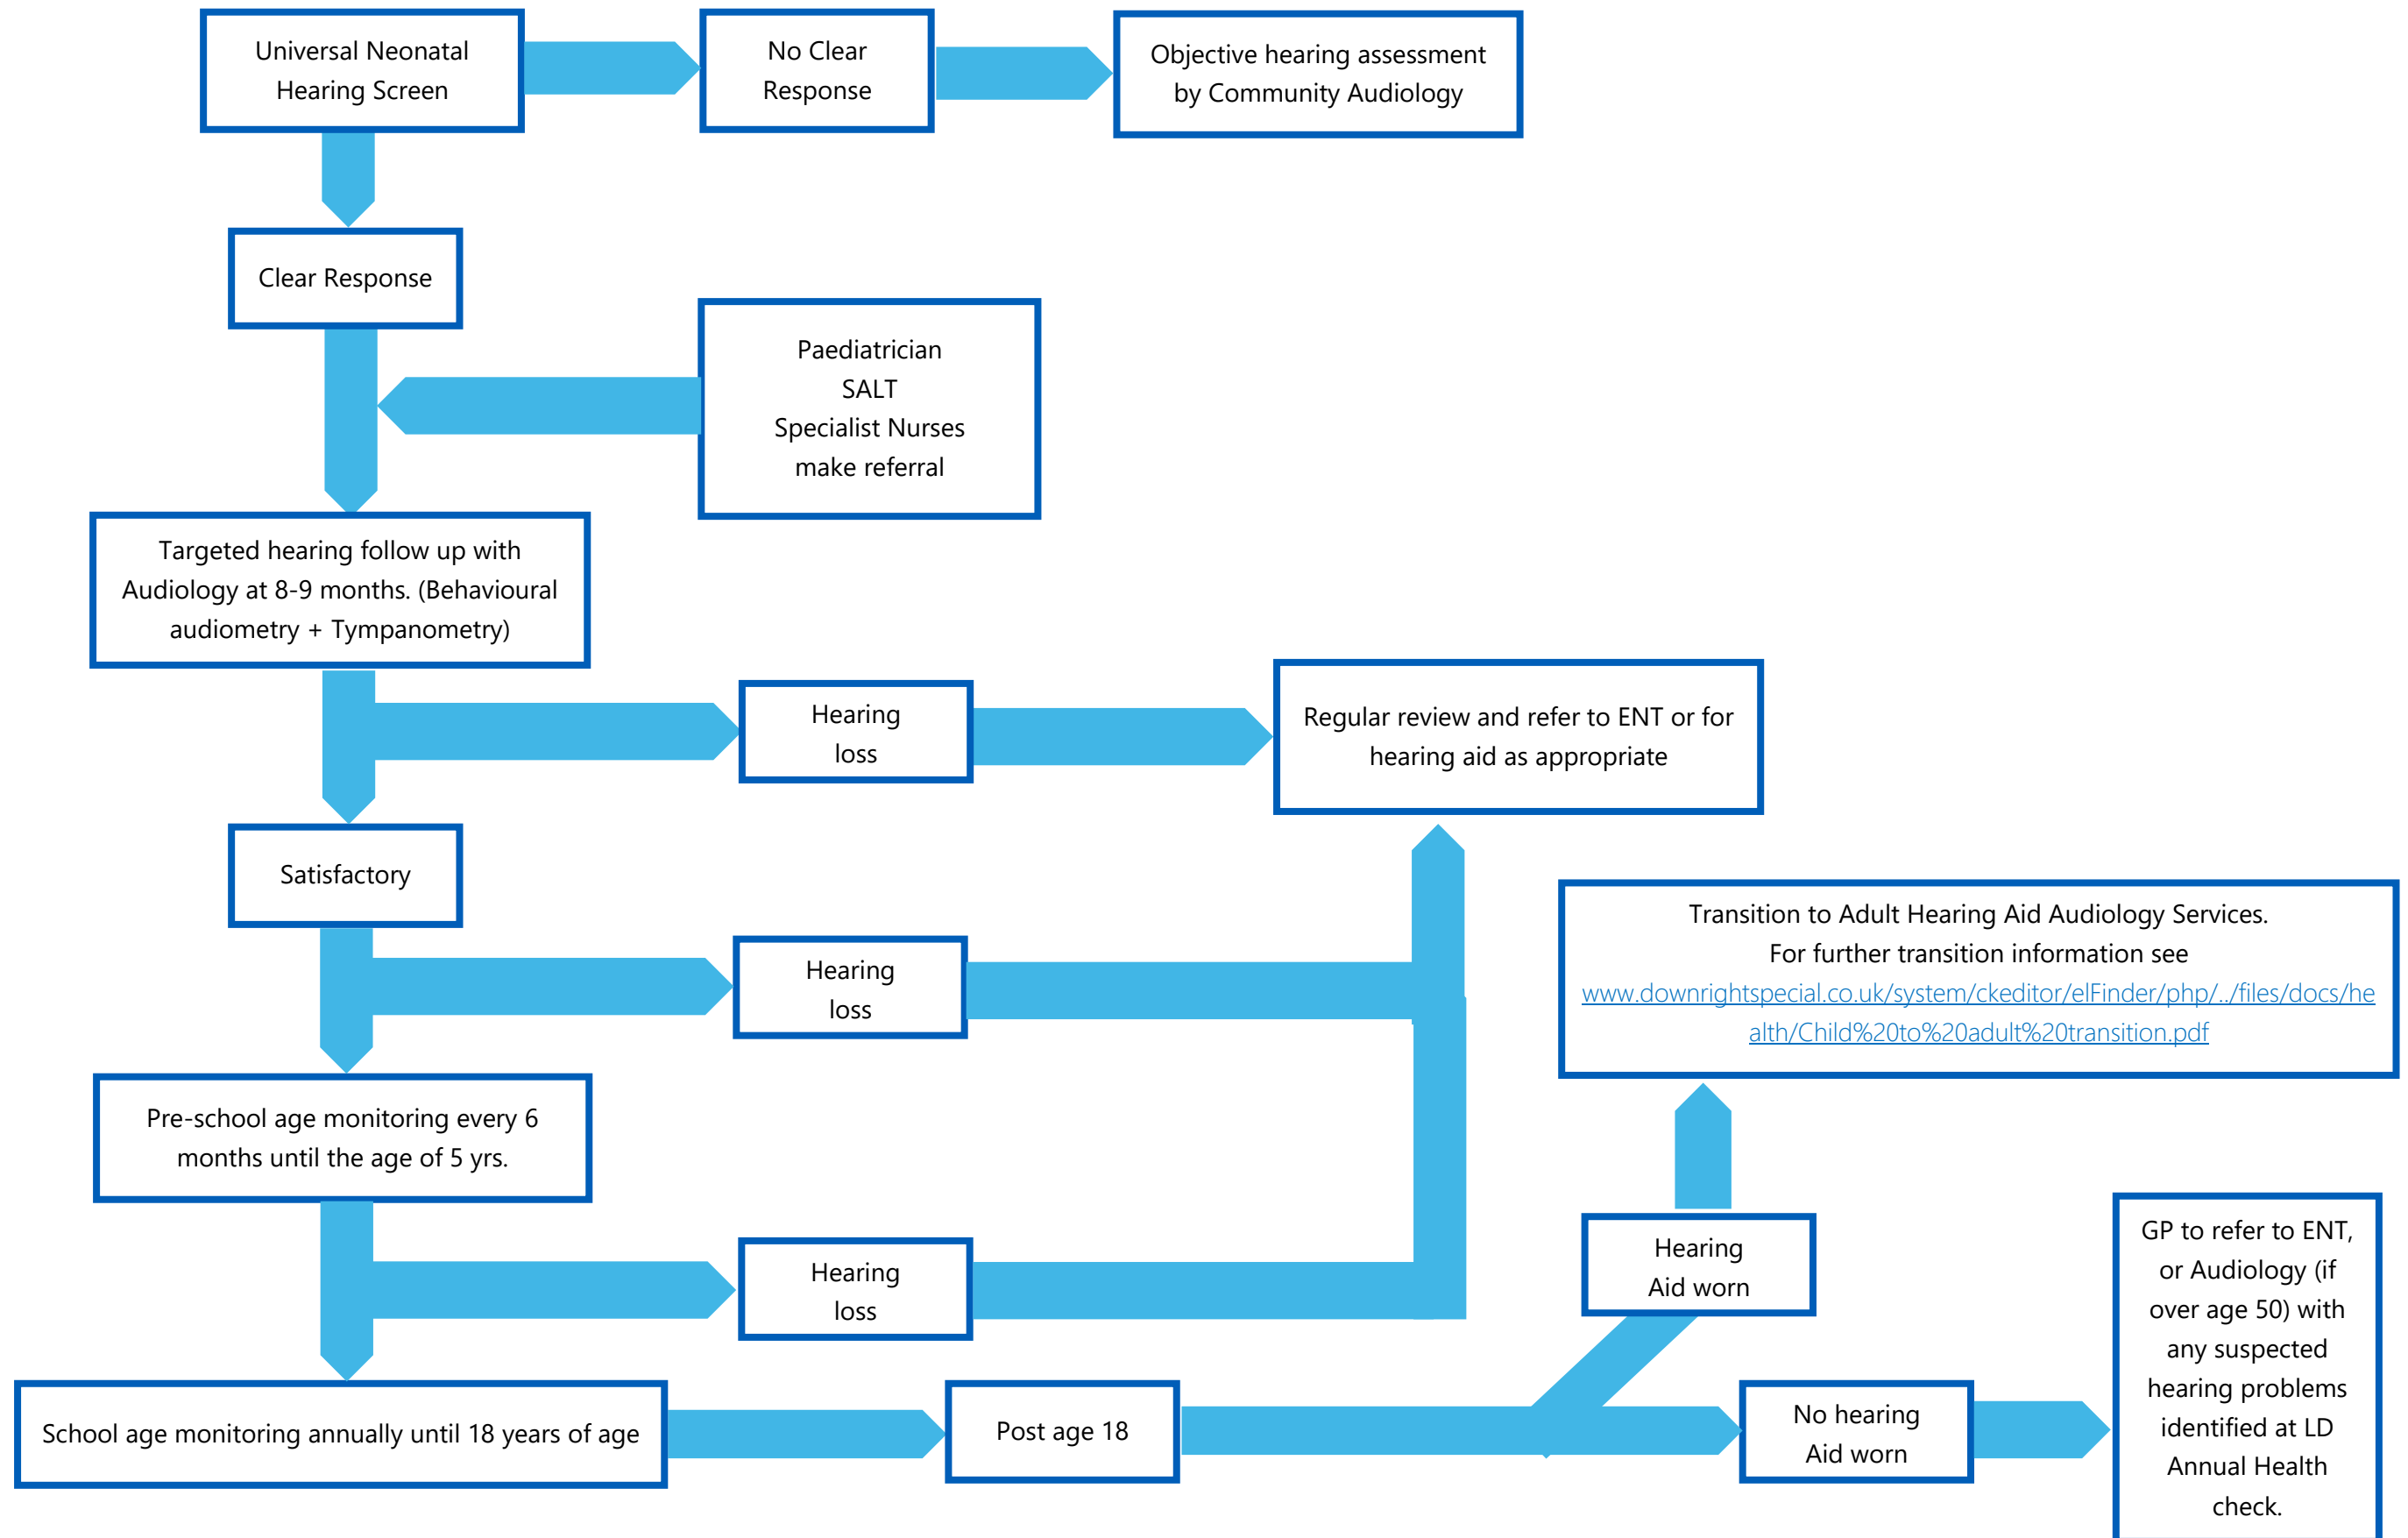 Universal Neonatal
Hearing Screen
No Clear
Response
Objective hearing assessment
by Community Audiology
Clear Response
Paediatrician
SALT
Specialist Nurses
make referral
Targeted hearing follow up with
Audiology at 8-9 months. (Behavioural
audiometry + Tympanometry)
Hearing
loss
Regular review and refer to ENT or for
hearing aid as appropriate
Satisfactory
Hearing
loss
Transition to Adult Hearing Aid Audiology Services.
For further transition information see
www.downrightspecial.co.uk/system/ckeditor/elFinder/php/../files/docs/he
alth/Child%20to%20adult%20transition.pdf
Pre-school age monitoring every 6
months until the age of 5 yrs.
Hearing
loss
Hearing
Aid worn
School age monitoring annually until 18 years of age
Post age 18
No hearing
Aid worn
GP to refer to ENT,
or Audiology (if
over age 50) with
any suspected
hearing problems
identified at LD
Annual Health
check.